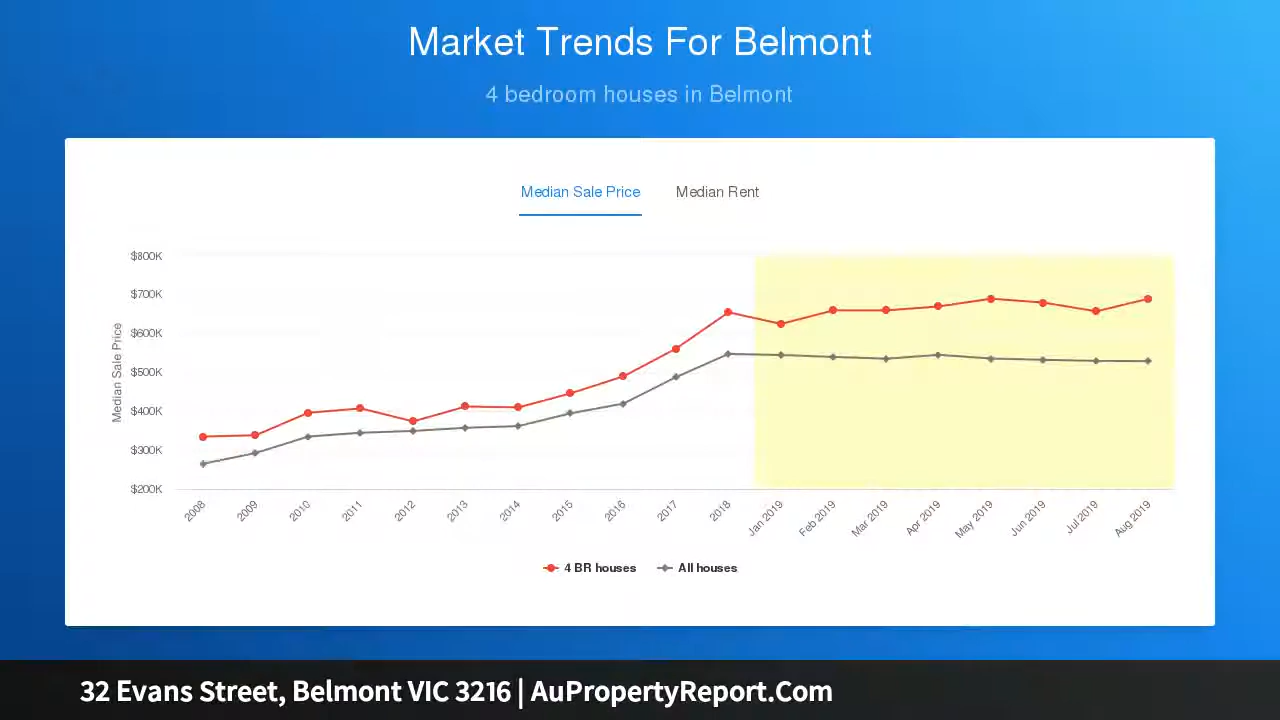 Market Trends For Belmont
4 bedroom houses in Belmont
Median Sale Price
Median Rent
Median Sale Price
$800K
$700K
$600K
$500K
$400K
$300K
$200K
2008
2009
2010
2011
2012
2013
2014
2015
2016
2017
2018
Jan 2019
Feb 2019
Mar 2019
Apr 2019
May 2019
Jun 2019
Jul 2019
Aug 2019
4 BR houses
All houses
32 Evans Street, Belmont VIC 3216 | AuPropertyReport.Com